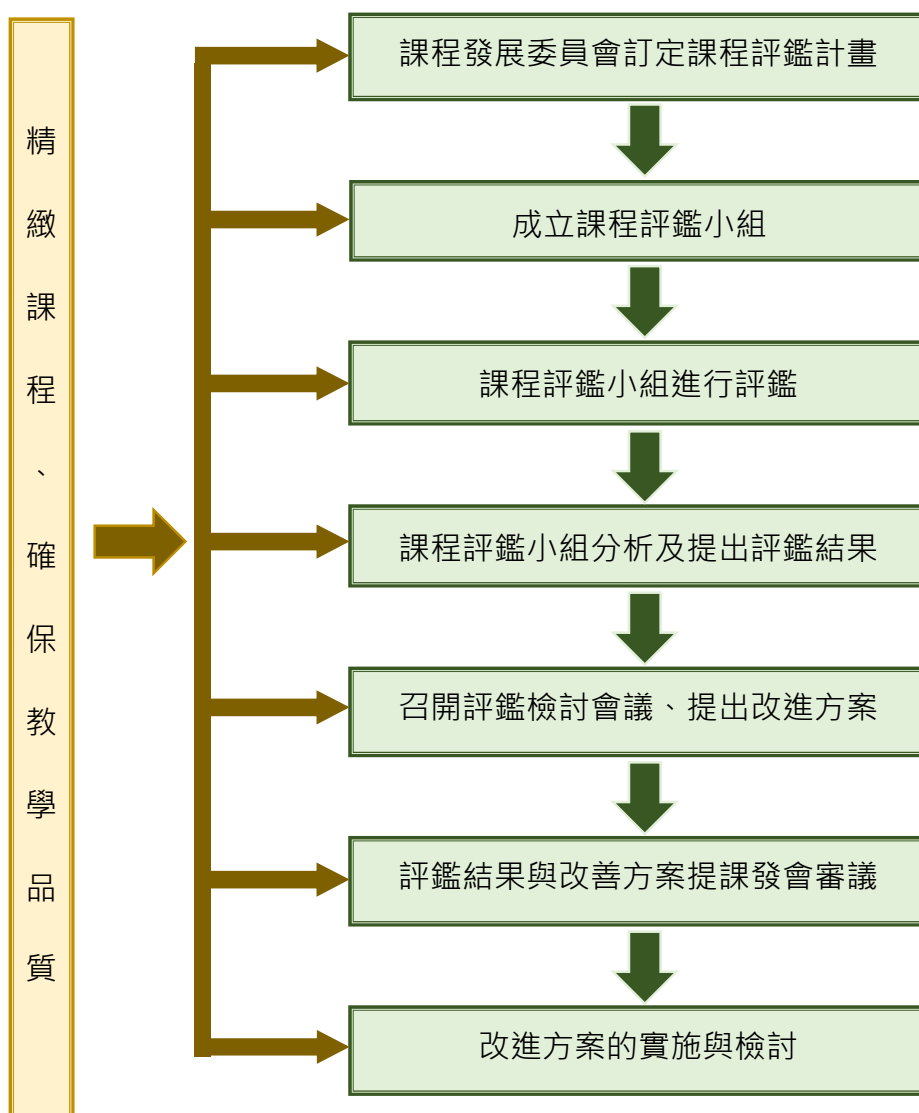 精緻課程、確保教學品質
課程發展委員會訂定課程評鑑計畫
成立課程評鑑小組
課程評鑑小組進行評鑑
課程評鑑小組分析及提出評鑑結果
召開評鑑檢討會議、提出改進方案
評鑑結果與改善方案提課發會審議
改進方案的實施與檢討